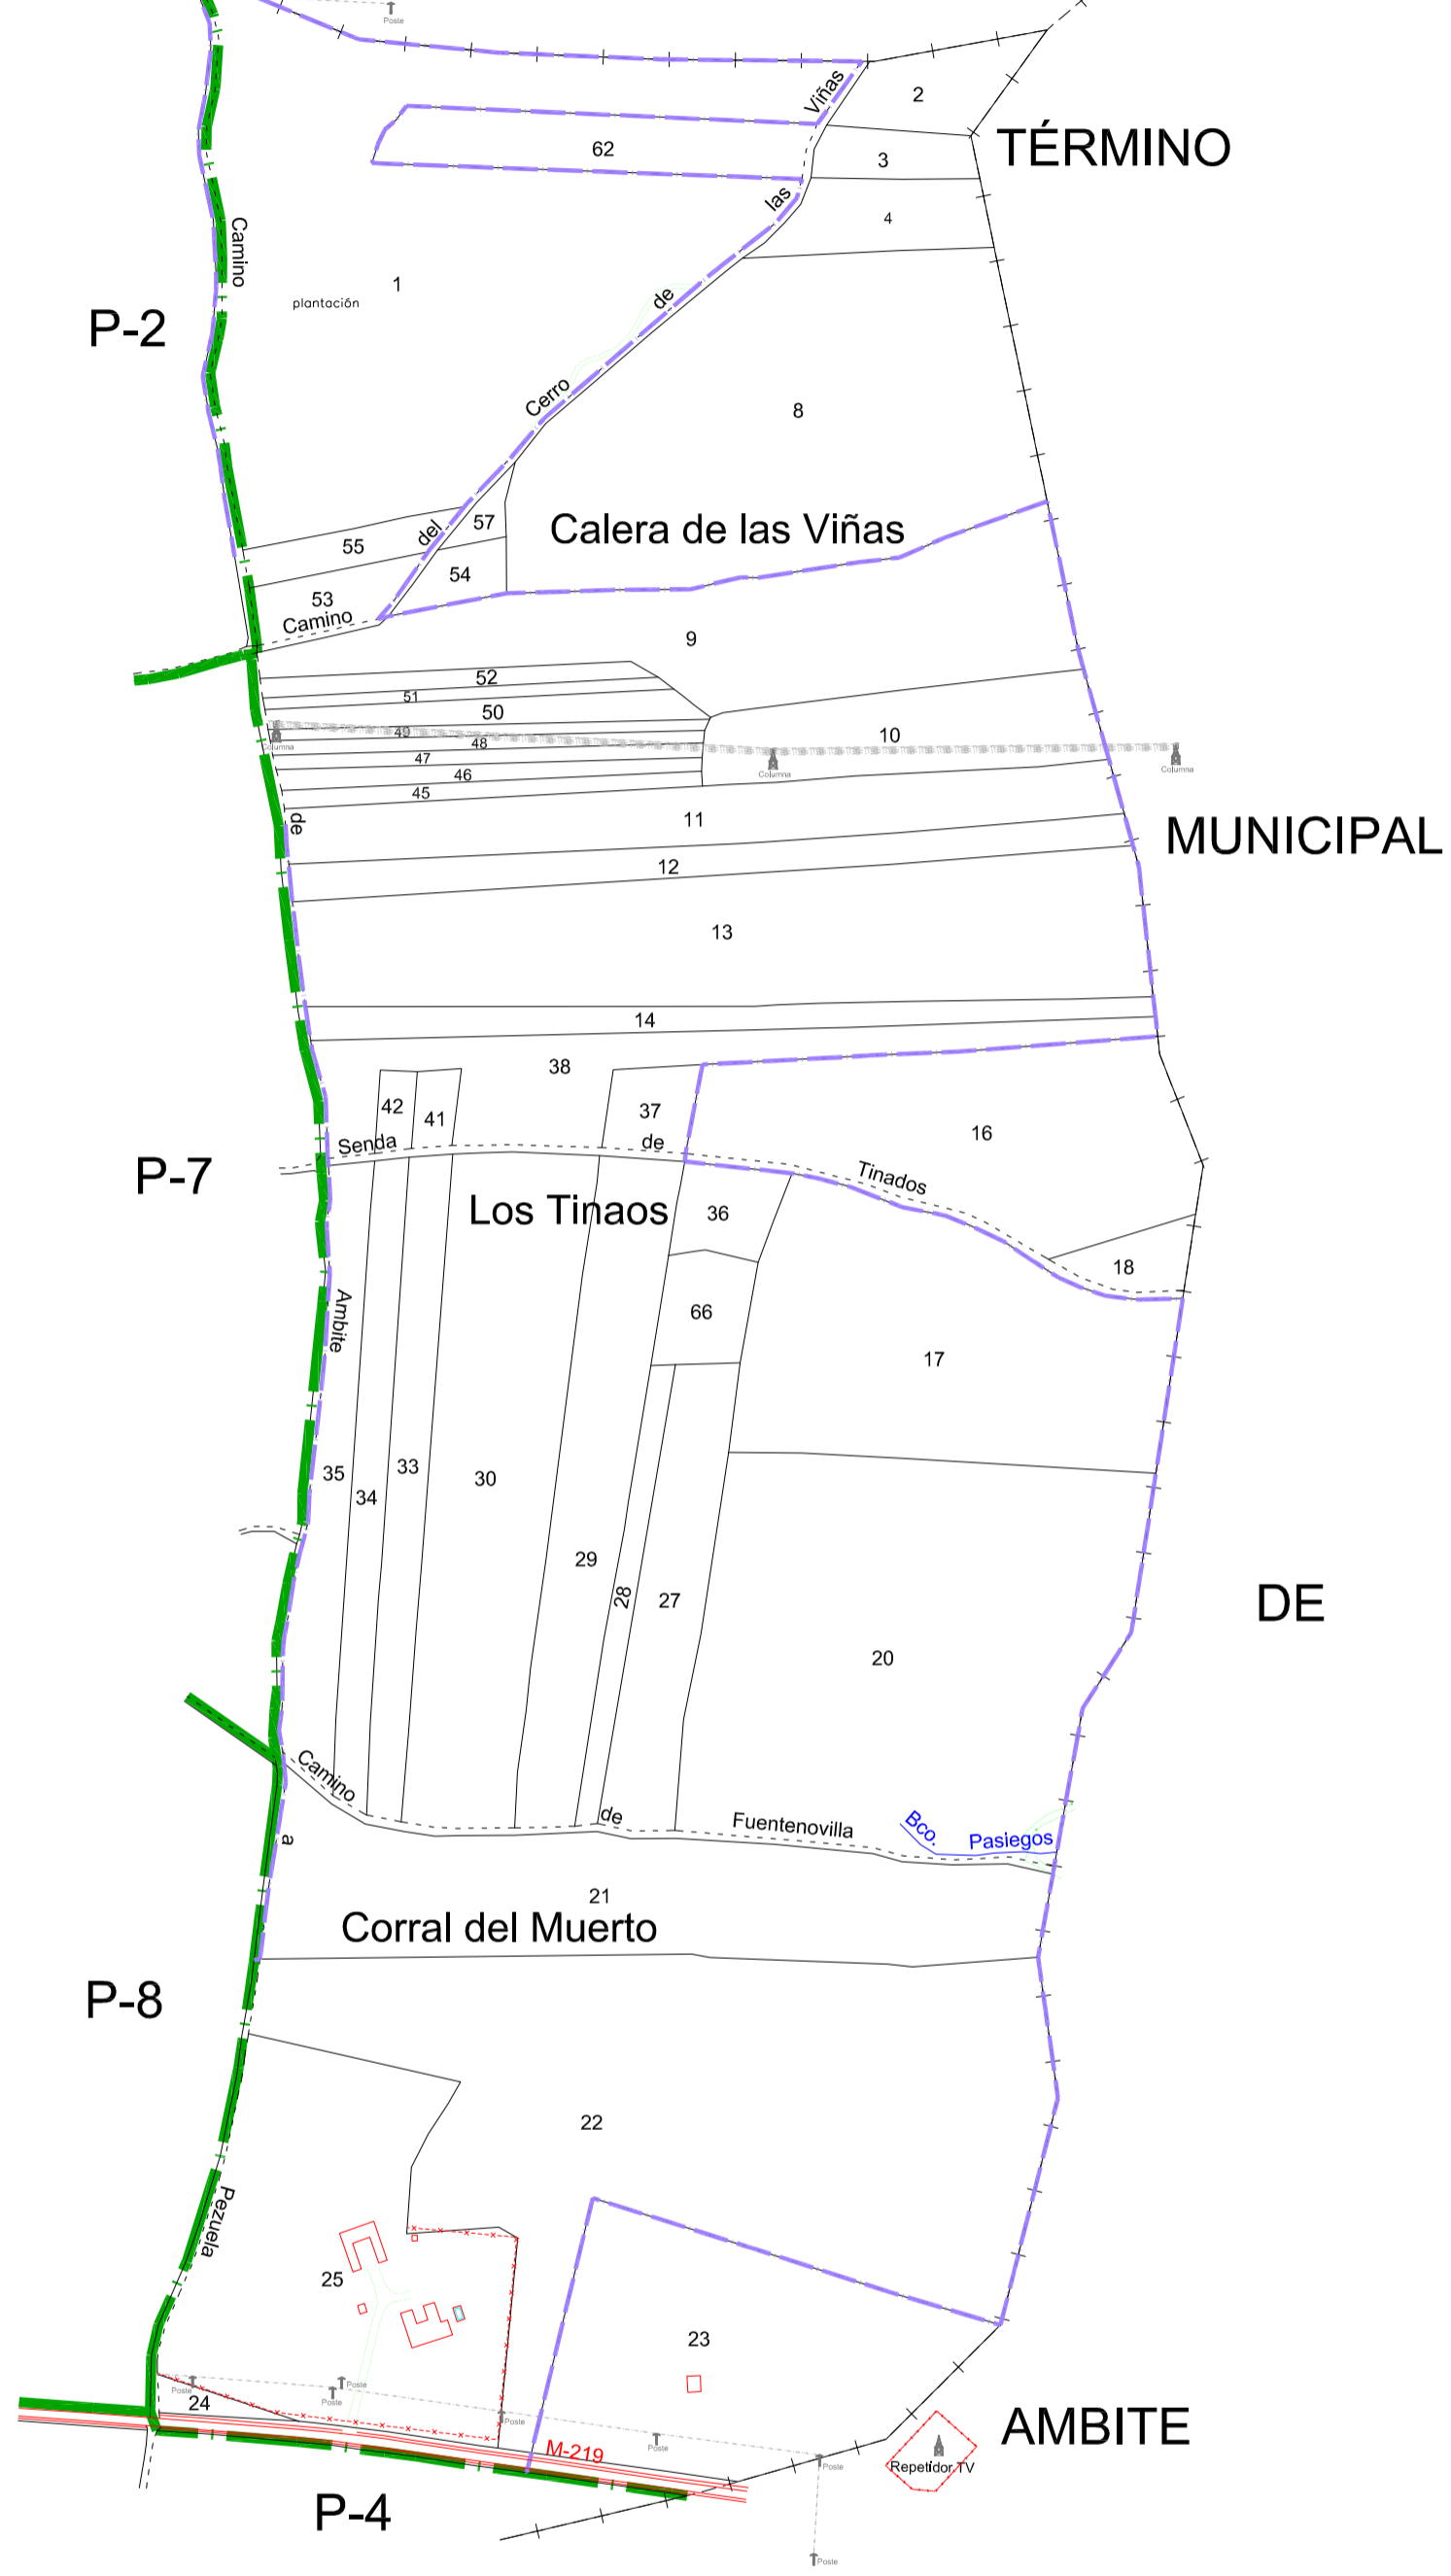 Poste
Viñas
2
TÉRMINO
62
3
las
4
Camino
1
plantación
de
P-2
Cerro
8
del
57
Calera de las Viñas
55
54
53
Camino
9
52
51
50
49
48
10
Columna
Columna
Columna
47
46
45
de
11
MUNICIPAL
12
13
14
38
42
41
37
16
Senda
de
P-7
Tinados
Los Tinaos
36
18
66
Ambite
17
35
33
30
34
29
28
27
DE
20
Camino
de
Fuentenovilla
Bco.
Pasiegos
a
21
Corral del Muerto
P-8
22
Pezuela
25
23
Poste
Poste
Poste
24
Poste
Poste
M-219
AMBITE
Poste
Repetidor TV
P-4
Poste